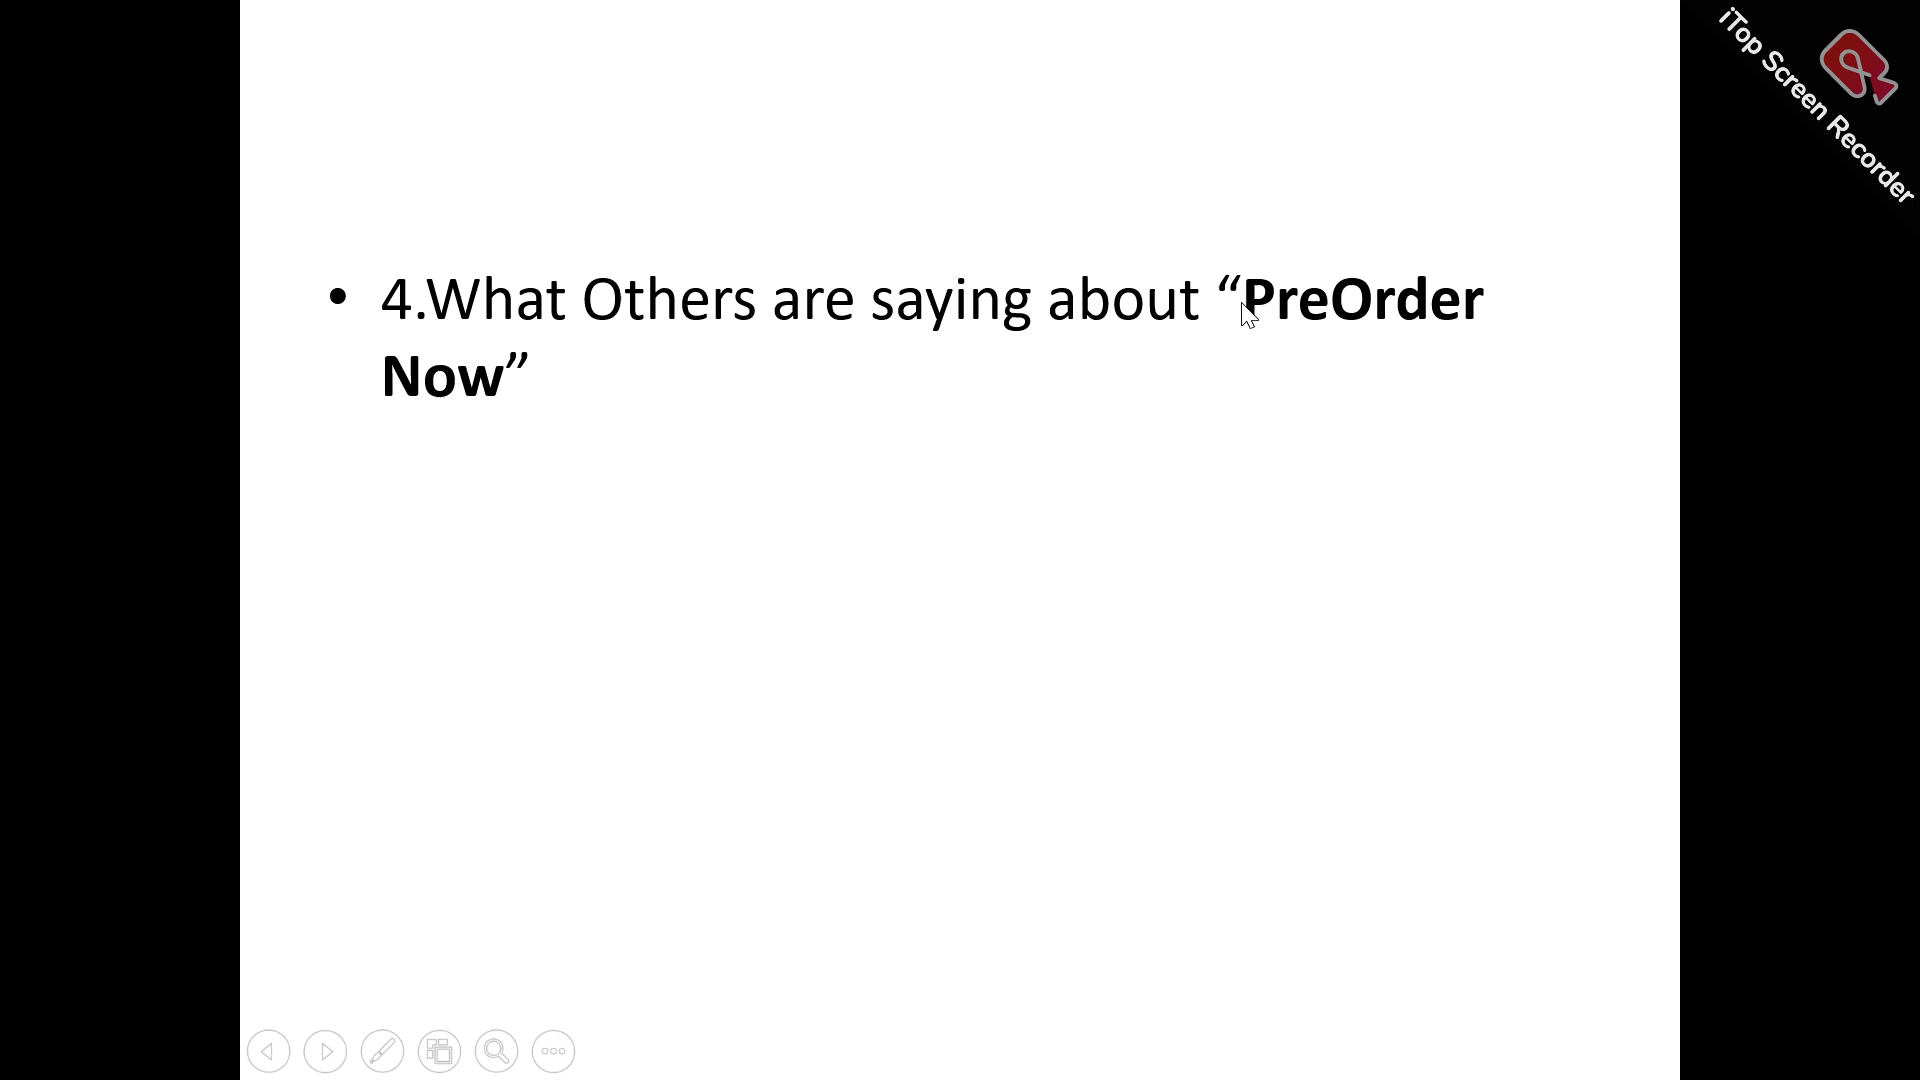 iTop Screen Recorder
• 4.What Others are saying about “PreOrder
Now”